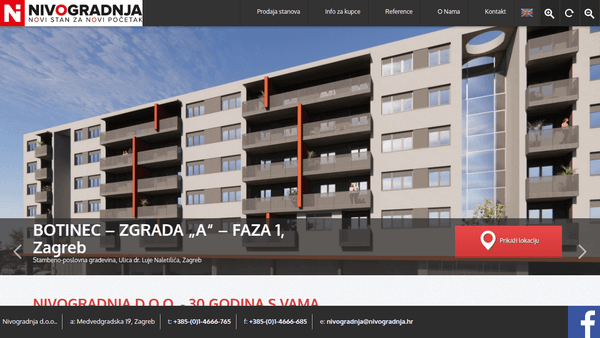 NIVOGRADNJA
NOVI STAN ZA NOVI POČETAK
Prodaja stanova
Info za kupce
Reference
O Nama
Kontakt
BOTINEC – ZGRADA „A“ – FAZA 1,
Zagreb
Stambeno-poslovna građevina, Ulica dr. Luje Naletilića, Zagreb
Prikaži lokaciju
NIVOGRADNJA D.O.O. - 30 GODINA S VAMA
Nivogradnja d.o.o..
a: Medvedgradska 19, Zagreb
t: +385-(0)1-4666-765
f: +385-(0)1-4666-685
e: nivogradnja@nivogradnja.hr